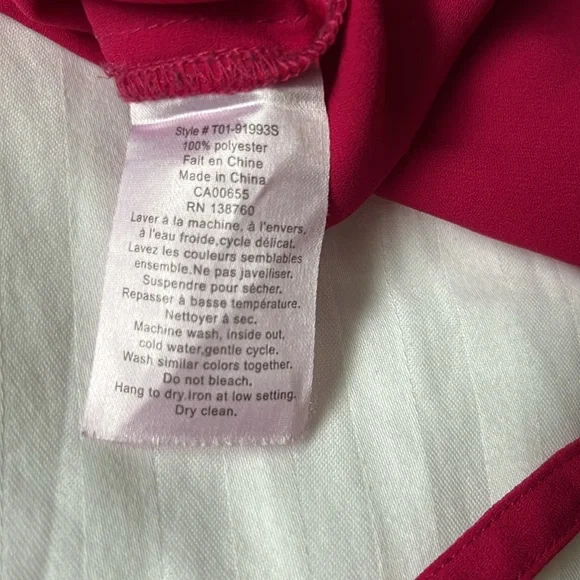 Style # T01-91993S
100% polyester
Fait en Chine
Made in China
CA00655
RN 138760
Laver à la machine, à l'envers,
à l'eau froide,cycle délicat.
Lavez les couleurs semblables
ensemble.Ne pas javelliser.
Suspendre pour sécher.
Repasser à basse température.
Nettoyer à sec.
Machine wash, inside out,
cold water,gentle cycle.
Wash similar colors together.
Do not bleach.
Hang to dry.Iron at low setting.
Dry clean.